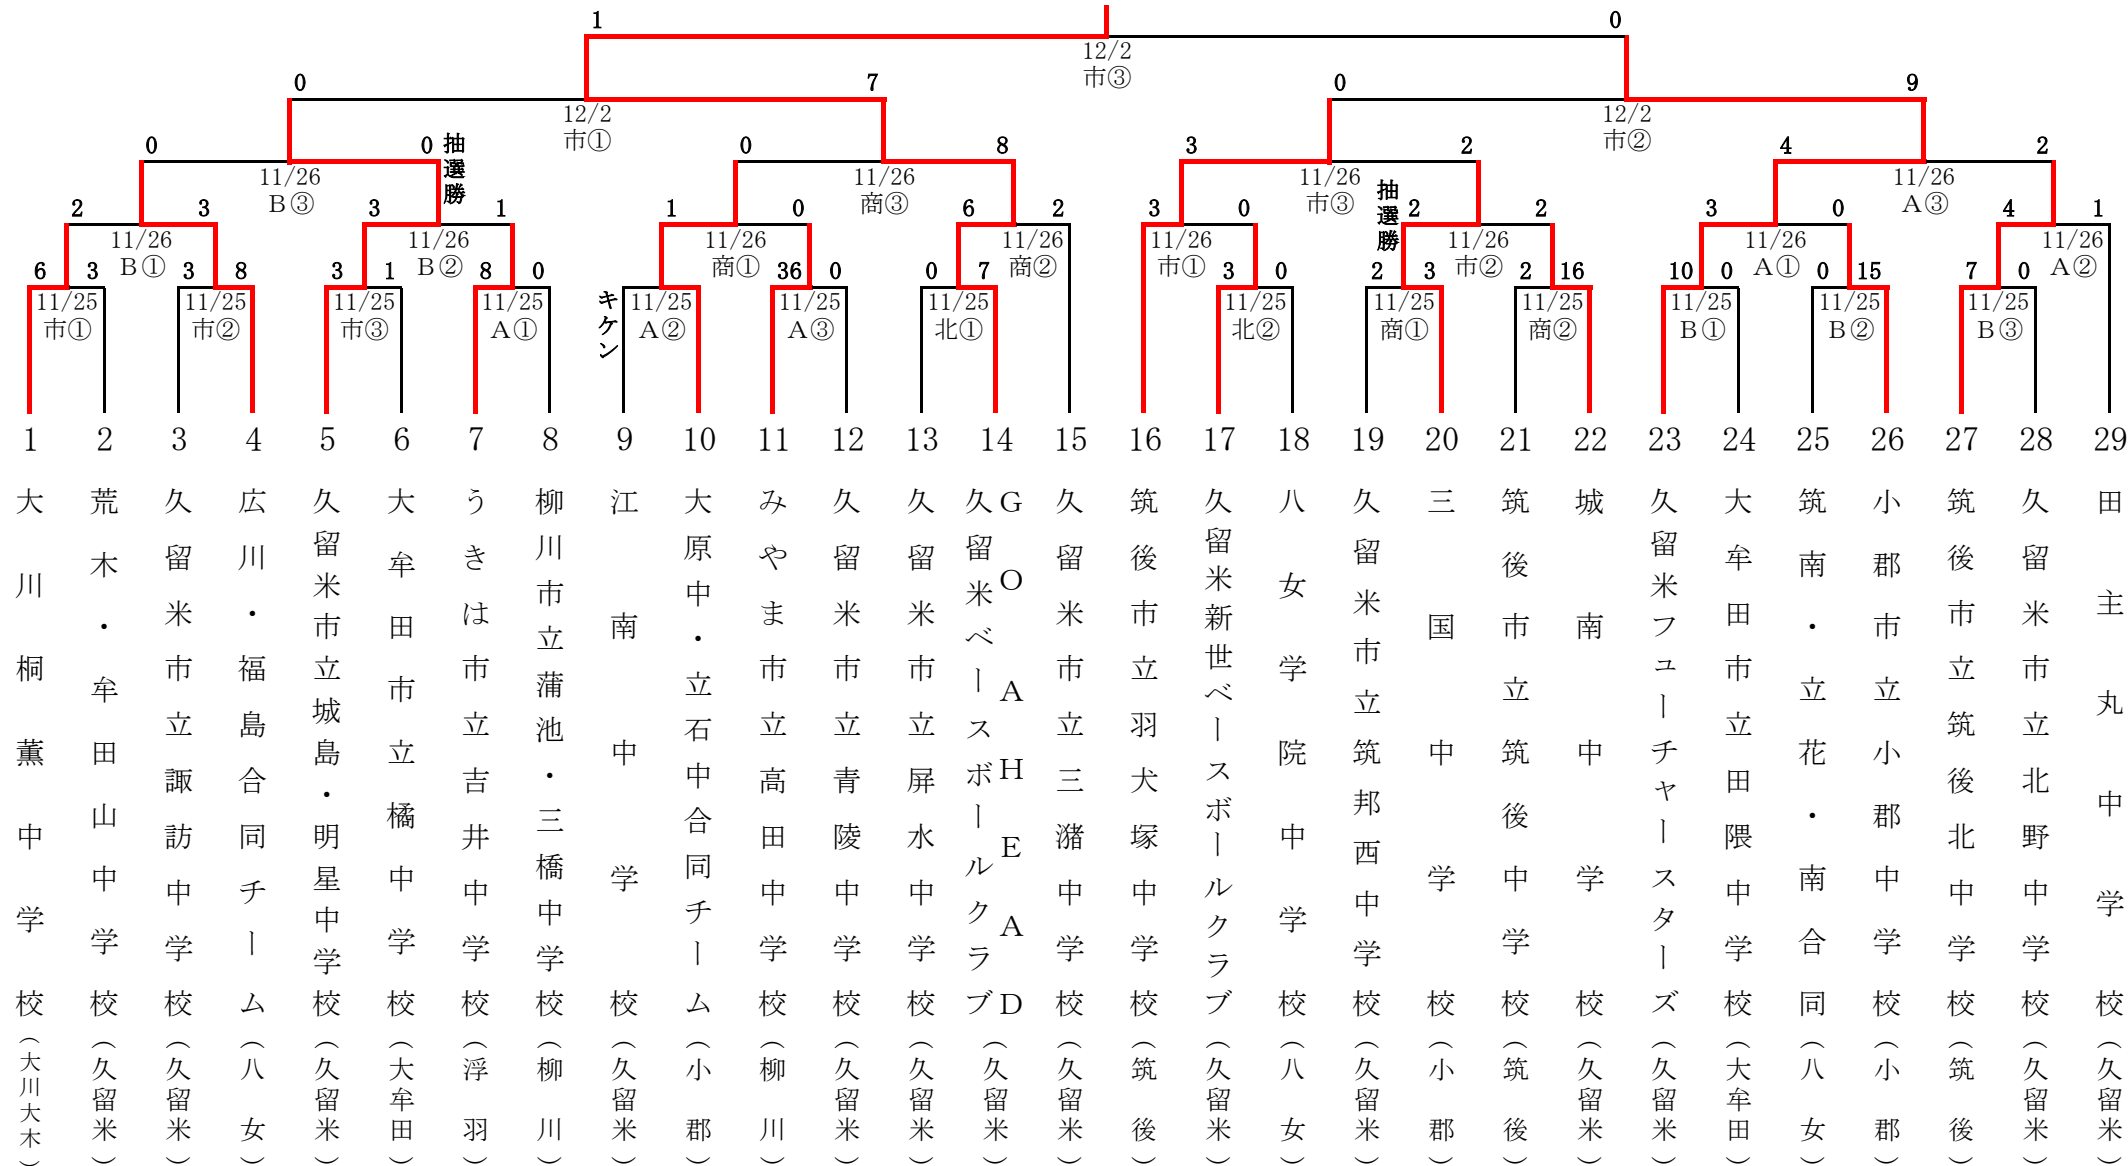 1 0
12/2
市③
0 7 0 9
12/2 12/2
市① 市②
0 0 抽選勝 0 8 3 2 4 2
11/26 11/26 11/26 11/26
B③ 商③ 市③ A③
2 3 3 1 1 0 6 2 3 0 抽選勝 2 2 3 0 4 1
11/26 11/26 11/26 11/26 11/26 11/26 11/26 11/26
B① B② 商① 商② 市① 市② A① A②
6 3 3 8 3 1 8 0 キケン 36 0 0 7 3 0 2 3 2 16 10 0 0 15 7 0
11/25 11/25 11/25 11/25 11/25 11/25 11/25 11/25 11/25 11/25 11/25 11/25 11/25
市① 市② 市③ A① A② A③ 北① 北② 商① 商② B① B② B③
1 2 3 4 5 6 7 8 9 10 11 12 13 14 15 16 17 18 19 20 21 22 23 24 25 26 27 28 29
大川桐薫中学校（大川大木）
荒木・牟田山中学校（久留米）
久留米市立諏訪中学校（久留米）
広川・福島合同チーム（八女）
久留米市立城島・明星中学校（久留米）
大牟田市立橘中学校（大牟田）
うきは市立吉井中学校（浮羽）
柳川市立蒲池・三橋中学校（柳川）
江南中学校（久留米）
大原中・立石中合同チーム（小郡）
みやま市立高田中学校（柳川）
久留米市立青陵中学校（久留米）
久留米市立屏水中学校（久留米）
GO AHEAD
久留米ベースボールクラブ（久留米）
久留米市立三潴中学校（久留米）
筑後市立羽犬塚中学校（筑後）
久留米新世ベースボールクラブ（久留米）
八女学院中学校（八女）
久留米市立筑邦西中学校（久留米）
三国中学校（小郡）
筑後市立筑後中学校（筑後）
城南中学校（久留米）
久留米フューチャースターズ（久留米）
大牟田市立田隈中学校（大牟田）
筑南・立花・南合同（八女）
小郡市立小郡中学校（小郡）
筑後市立筑後北中学校（筑後）
久留米市立北野中学校（久留米）
田主丸中学校（久留米）